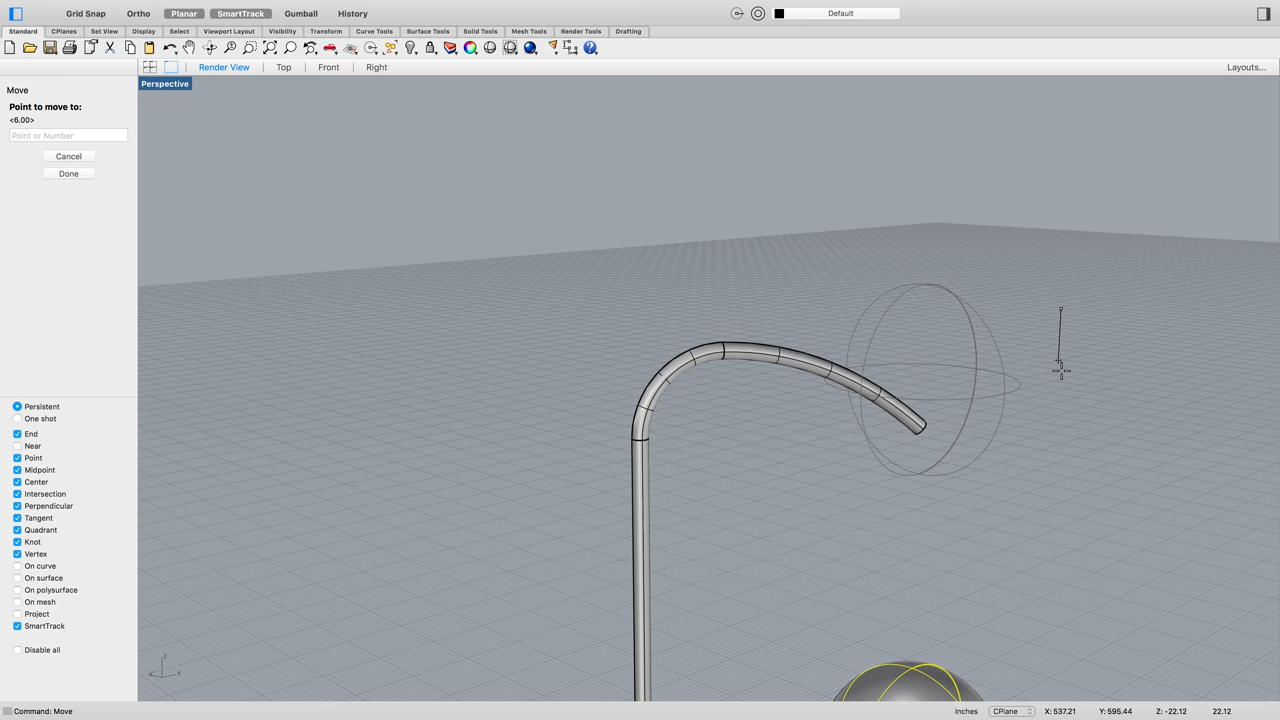 Grid Snap Ortho Planar SmartTrack Gumball History Default
Standard CPlanes Set View Display Select Viewport Layout Visibility Transform Curve Tools Surface Tools Solid Tools Mesh Tools Render Tools Drafting
Render View Top Front Right Layouts...
Perspective
Move
Point to move to:
<6.00>
Point or Number
Cancel
Done
Persistent
One shot
End
Near
Point
Midpoint
Center
Intersection
Perpendicular
Tangent
Quadrant
Knot
Vertex
On curve
On surface
On polysurface
On mesh
Project
SmartTrack
Disable all
z
y x
Command: Move Inches CPlane X: 537.21 Y: 595.44 Z: -22.12 22.12